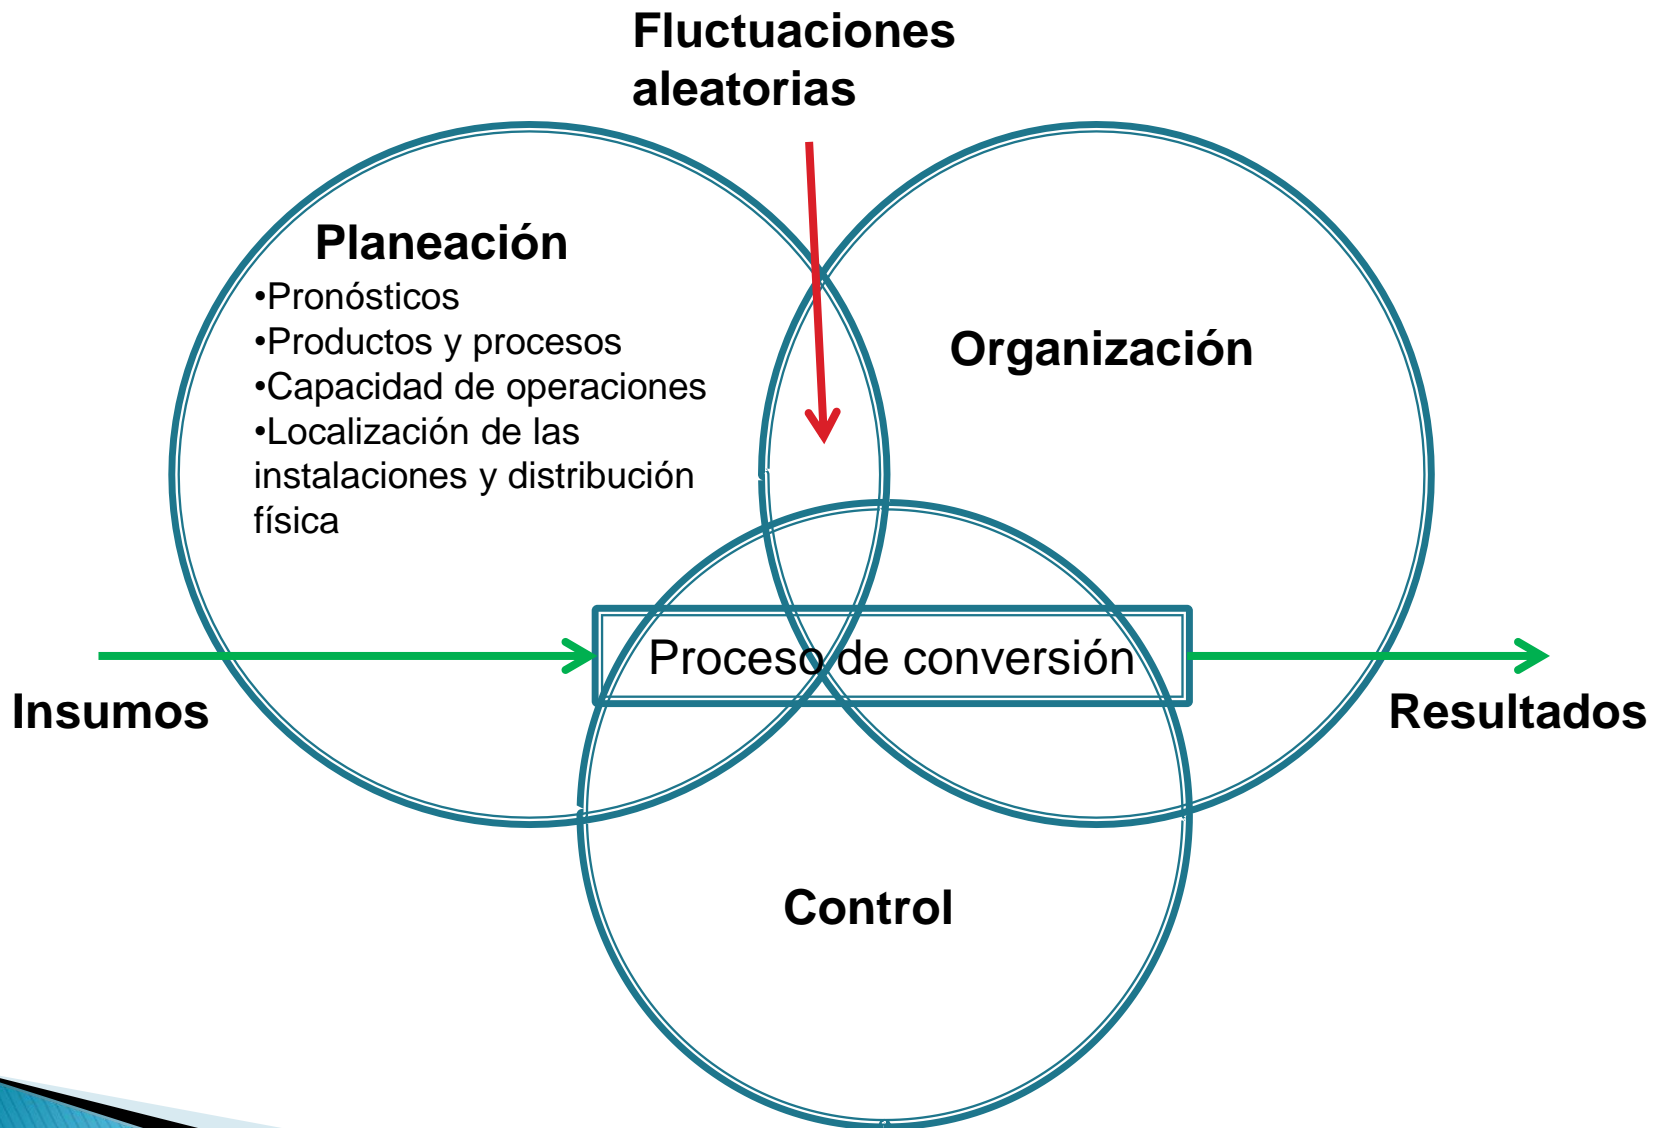 Fluctuaciones
aleatorias
Planeación
•Pronósticos
•Productos y procesos
•Capacidad de operaciones
•Localización de las
instalaciones y distribución
física
Organización
Proceso de conversión
Insumos
Resultados
Control